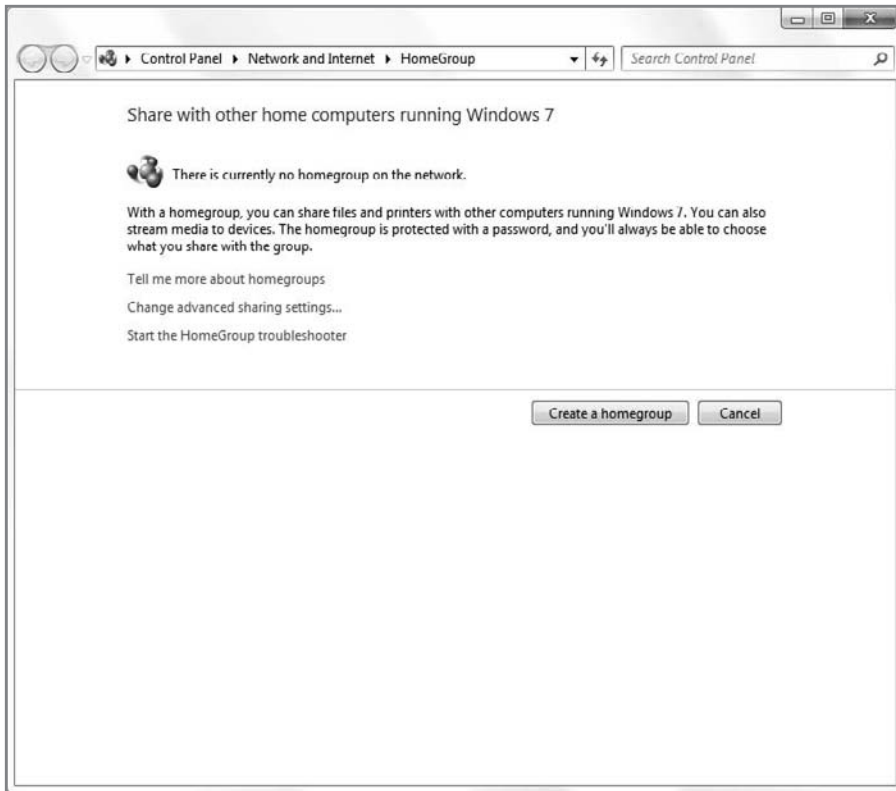 Control Panel ▸ Network and Internet ▸ HomeGroup
Search Control Panel
Share with other home computers running Windows 7
There is currently no homegroup on the network.
With a homegroup, you can share files and printers with other computers running Windows 7. You can also
stream media to devices. The homegroup is protected with a password, and you'll always be able to choose
what you share with the group.
Tell me more about homegroups
Change advanced sharing settings...
Start the HomeGroup troubleshooter
Create a homegroup
Cancel